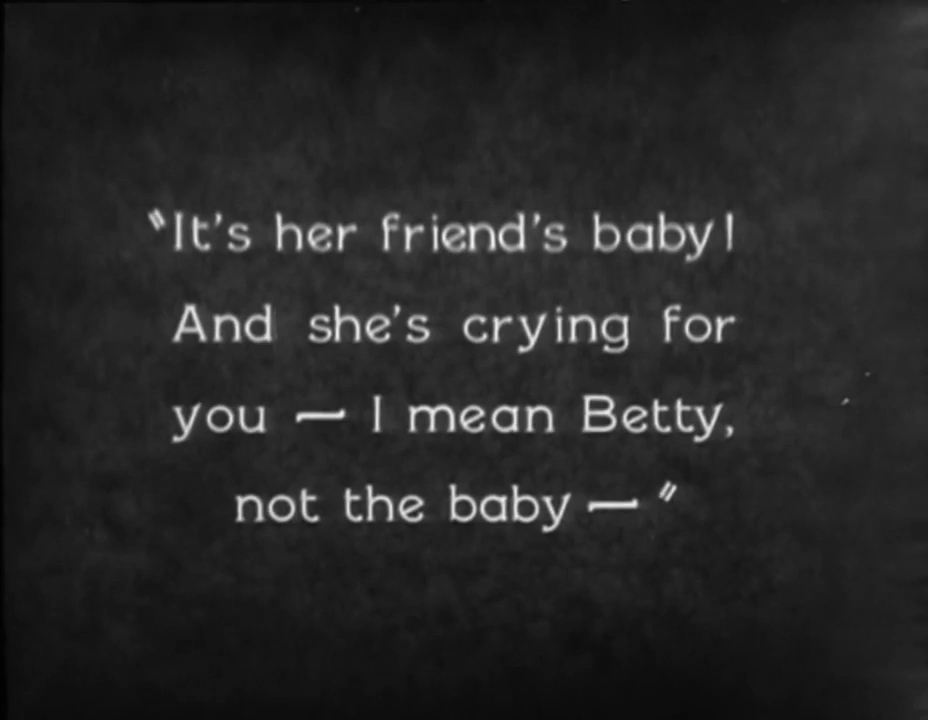 "It's her friend's baby!
And she's crying for
you — I mean Betty,
not the baby — "